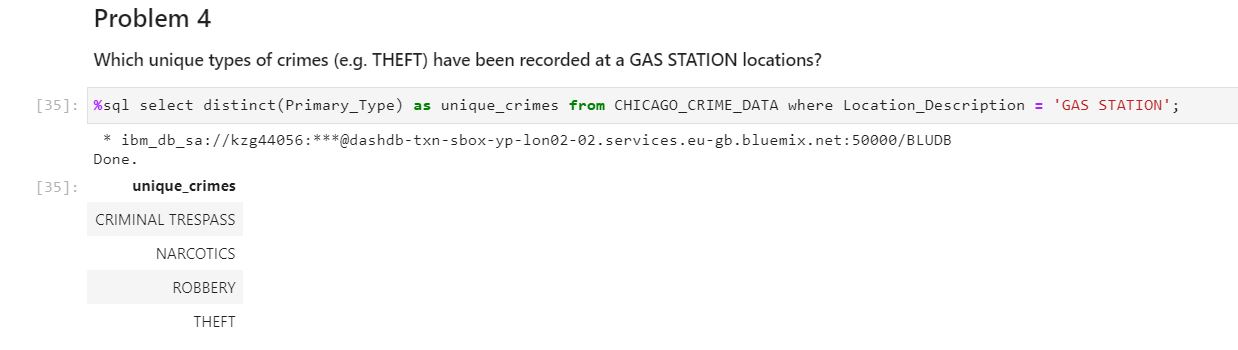 Problem 4
Which unique types of crimes (e.g. THEFT) have been recorded at a GAS STATION locations?
[35]: %sql select distinct(Primary_Type) as unique_crimes from CHICAGO_CRIME_DATA where Location_Description = 'GAS STATION';
* ibm_db_sa://kzg44056:***@dashdb-txn-sbox-yp-lon02-02.services.eu-gb.bluemix.net:50000/BLUDB
Done.
[35]: unique_crimes
CRIMINAL TRESPASS
NARCOTICS
ROBBERY
THEFT